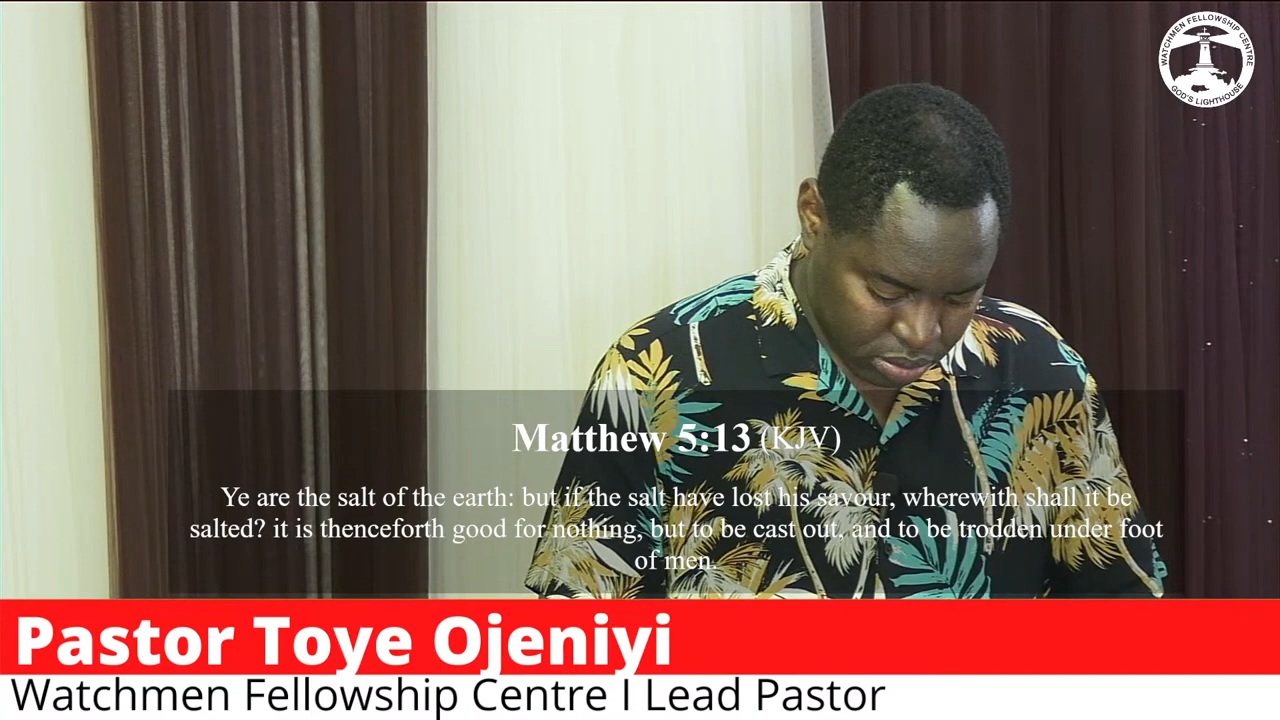 WATCHMEN FELLOWSHIP CENTRE
GOD'S LIGHTHOUSE
Matthew 5:13 (KJV)
Ye are the salt of the earth: but if the salt have lost his savour, wherewith shall it be
salted? it is thenceforth good for nothing, but to be cast out, and to be trodden under foot
of men.
Pastor Toye Ojeniyi
Watchmen Fellowship Centre I Lead Pastor